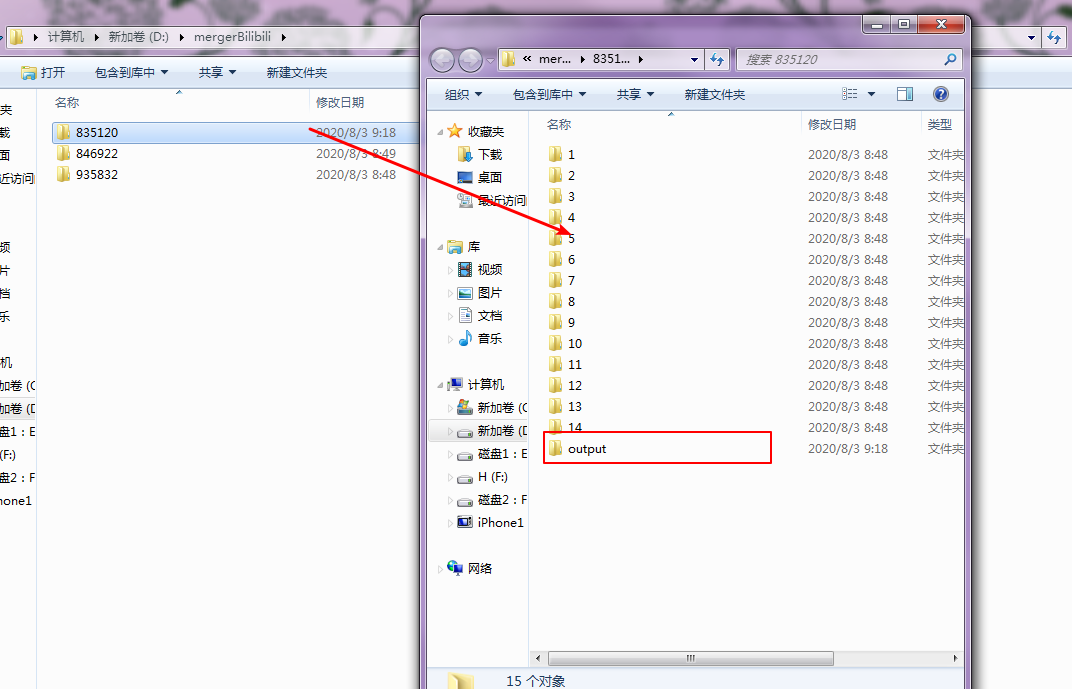 计算机 新加卷 (D:) mergerBilibili
打开 包含到库中 共享 新建文件夹
名称 修改日期
835120 2020/8/3 9:18
846922 2020/8/3 8:49
935832 2020/8/3 8:48
夹
载
面
近访问
频
片
档
乐
机
加卷 (C
加卷 (D
盘1：E
(F:)
盘2：F
hone1
« mer... 8351... 搜索 835120
组织 包含到库中 共享 新建文件夹
收藏夹
下载
桌面
最近访问
库
视频
图片
文档
音乐
计算机
新加卷 (C
新加卷 (D
磁盘1：E
H (F:)
磁盘2：F
iPhone1
网络
名称 修改日期 类型
1 2020/8/3 8:48 文件夹
2 2020/8/3 8:48 文件夹
3 2020/8/3 8:48 文件夹
4 2020/8/3 8:48 文件夹
5 2020/8/3 8:48 文件夹
6 2020/8/3 8:48 文件夹
7 2020/8/3 8:48 文件夹
8 2020/8/3 8:48 文件夹
9 2020/8/3 8:48 文件夹
10 2020/8/3 8:48 文件夹
11 2020/8/3 8:48 文件夹
12 2020/8/3 8:48 文件夹
13 2020/8/3 8:48 文件夹
14 2020/8/3 8:48 文件夹
output 2020/8/3 9:18 文件夹
15 个对象